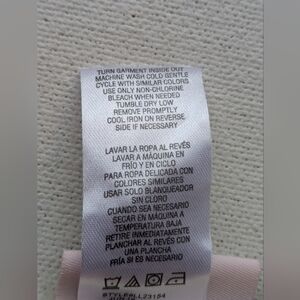 TURN GARMENT INSIDE OUT
MACHINE WASH COLD GENTLE
CYCLE WITH SIMILAR COLORS
USE ONLY NON-CHLORINE
BLEACH WHEN NEEDED
TUMBLE DRY LOW
REMOVE PROMPTLY
COOL IRON ON REVERSE
SIDE IF NECESSARY
LAVAR LA ROPA AL REVÉS
LAVAR A MÁQUINA EN
FRÍO Y EN CICLO
PARA ROPA DELICADA CON
COLORES SIMILARES
USAR SOLO BLANQUEADOR
SIN CLORO
CUANDO SEA NECESARIO
SECAR EN MÁQUINA A
TEMPERATURA BAJA
RETIRE INMEDIATAMENTE
PLANCHAR AL REVÉS CON
UNA PLANCHA
FRÍA SI ES NECESARIO